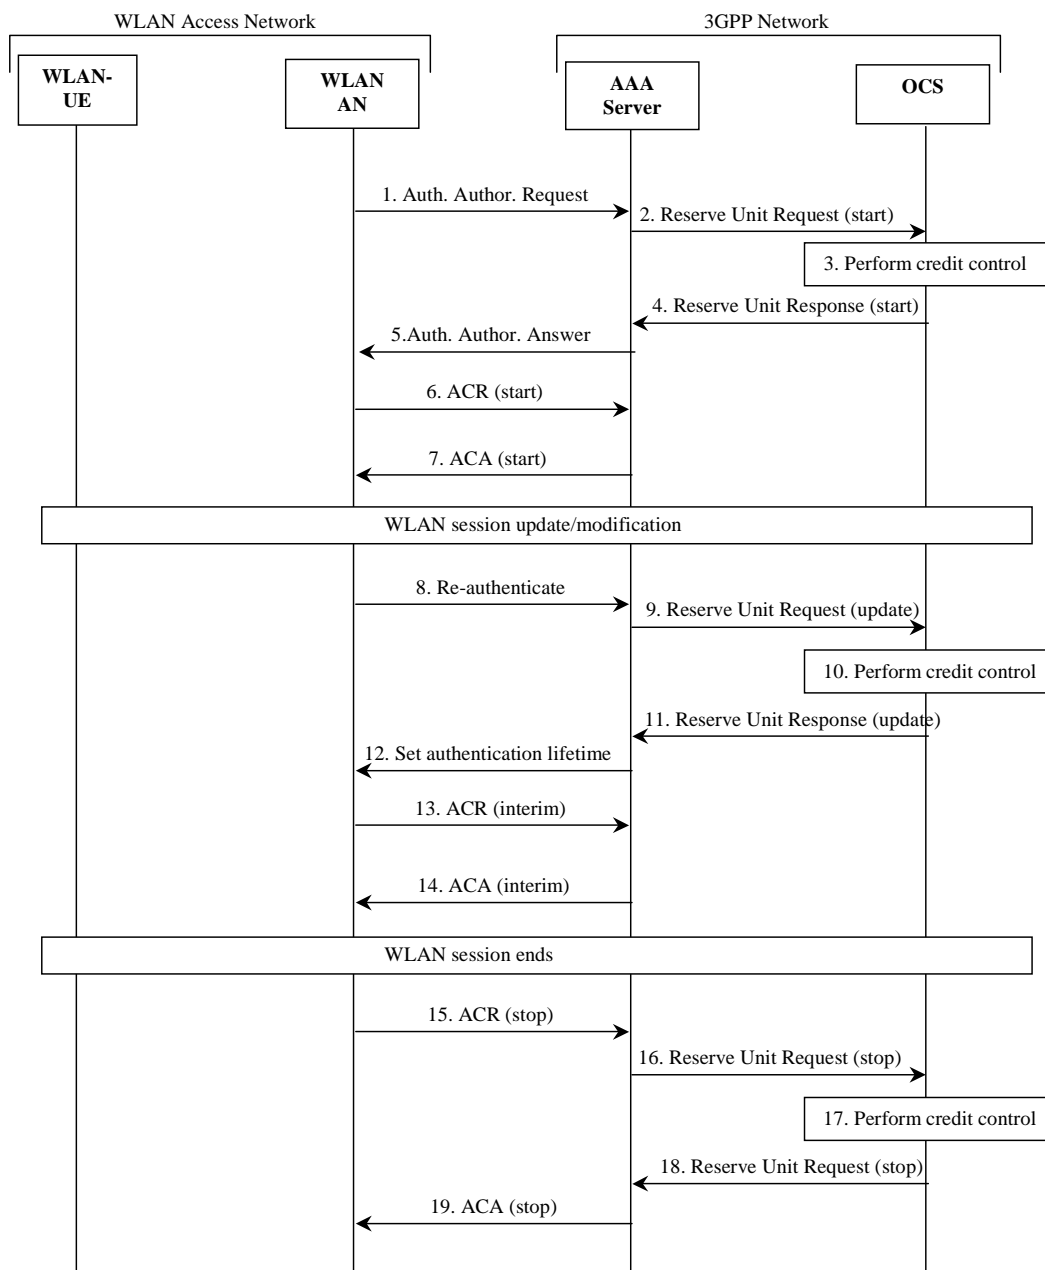 WLAN Access Network
3GPP Network
WLAN-
UE
WLAN
AN
AAA
Server
OCS
1. Auth. Author. Request
2. Reserve Unit Request (start)
3. Perform credit control
4. Reserve Unit Response (start)
5.Auth. Author. Answer
6. ACR (start)
7. ACA (start)
WLAN session update/modification
8. Re-authenticate
9. Reserve Unit Request (update)
10. Perform credit control
11. Reserve Unit Response (update)
12. Set authentication lifetime
13. ACR (interim)
14. ACA (interim)
WLAN session ends
15. ACR (stop)
16. Reserve Unit Request (stop)
17. Perform credit control
18. Reserve Unit Request (stop)
19. ACA (stop)